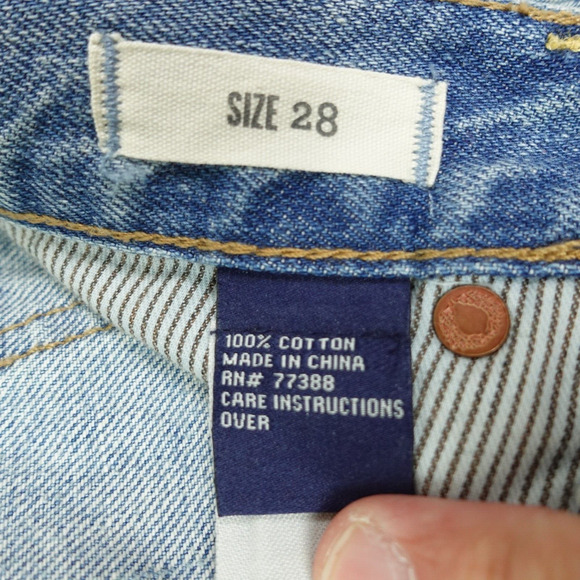 SIZE 28
100% COTTON
MADE IN CHINA
RN# 77388
CARE INSTRUCTIONS
OVER